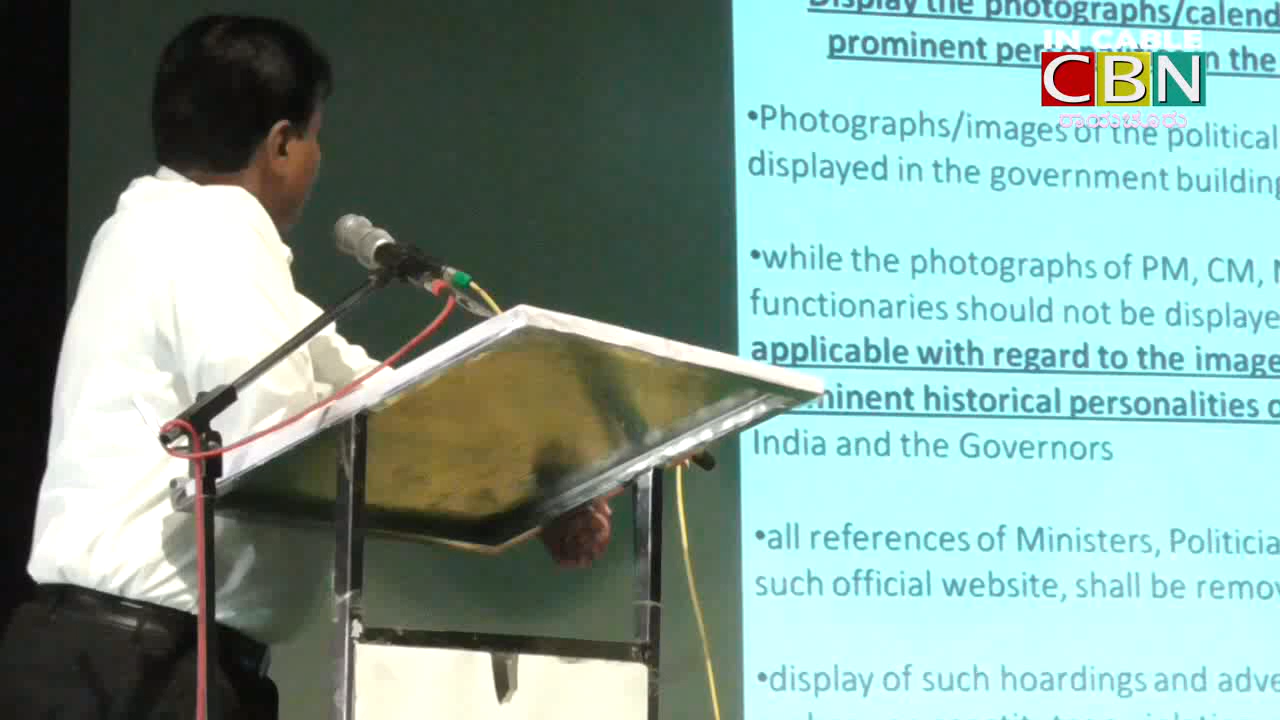 Display the photographs/calend
prominent in the
IN CABLE
CBN
ರಾಯಚೂರು
•Photographs/images of the political
displayed in the government building
•while the photographs of PM, CM,
functionaries should not be displaye
applicable with regard to the image
minent historical personalities o
India and the Governors
•all references of Ministers, Politicia
such official website, shall be remov
•display of such hoardings and adve